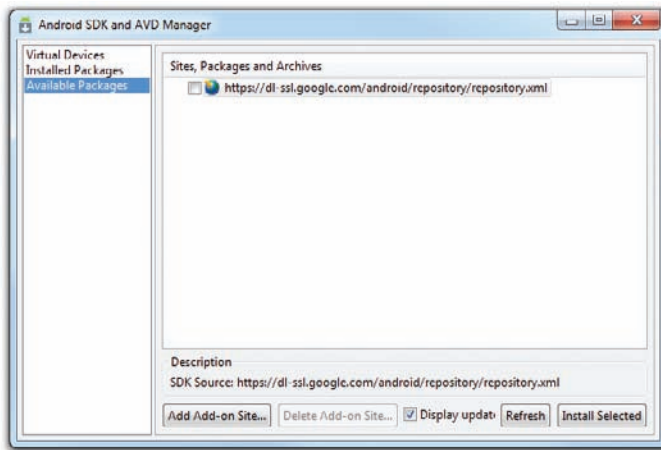 Android SDK and AVD Manager
Virtual Devices
Installed Packages
Available Packages
Sites, Packages and Archives
https://dl-ssl.google.com/android/repository/repository.xml
Description
SDK Source: https://dl-ssl.google.com/android/repository/repository.xml
Add Add-on Site... Delete Add-on Site... Display updat Refresh Install Selected